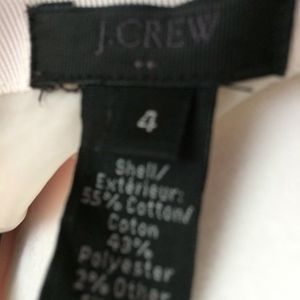 J.CREW
4
Shell/
Extérieur:
55% Cotton/
Coton
43%
Polyester
2% Other